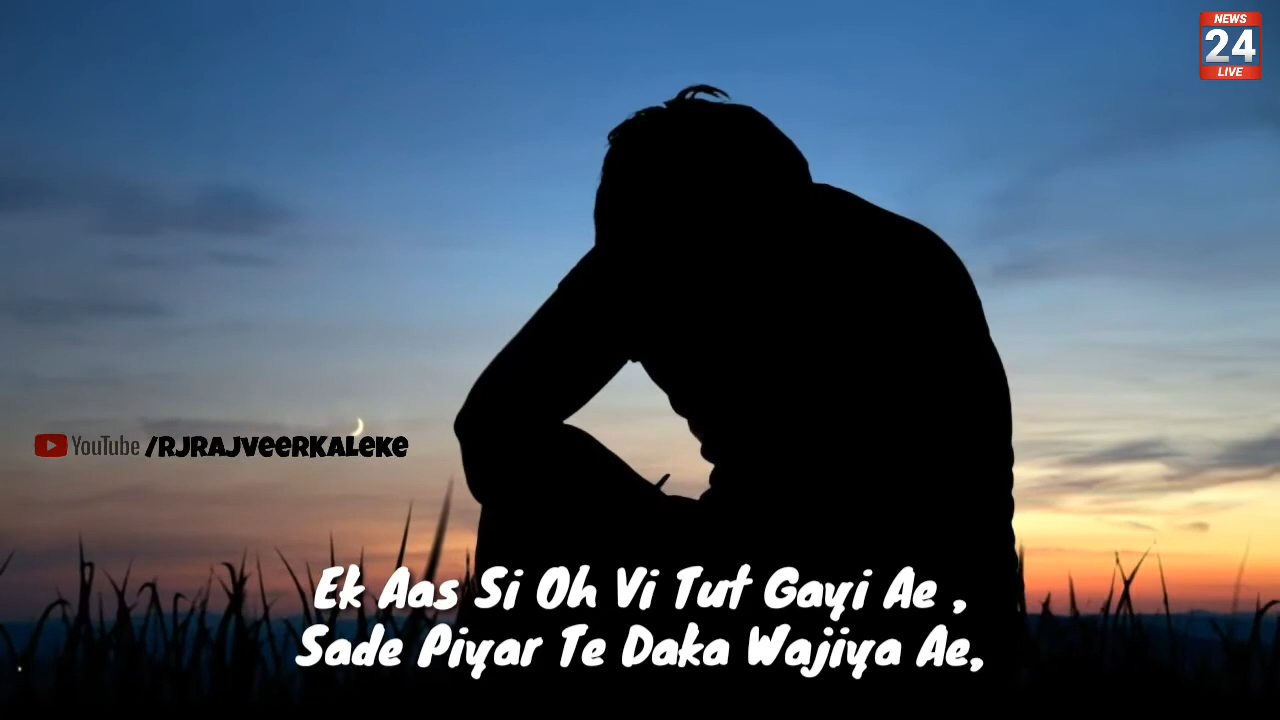 NEWS
24
LIVE
YouTube /RJRAJVEERKALEKE
Ek Aas Si Oh Vi Tut Gayi Ae ,
Sade Piyar Te Daka Wajiya Ae,